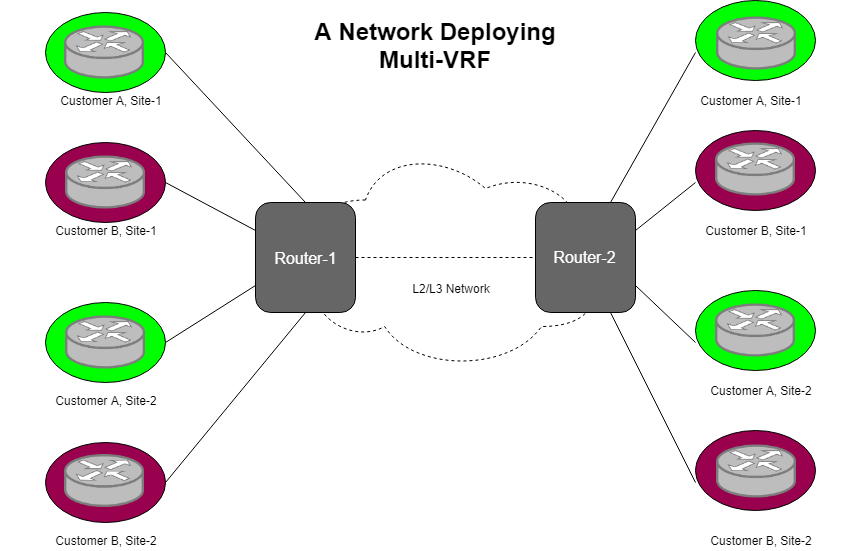 A Network Deploying
Multi-VRF
Customer A, Site-1
Customer A, Site-1
Customer B, Site-1
Customer B, Site-1
Router-1
Router-2
L2/L3 Network
Customer A, Site-2
Customer A, Site-2
Customer B, Site-2
Customer B, Site-2